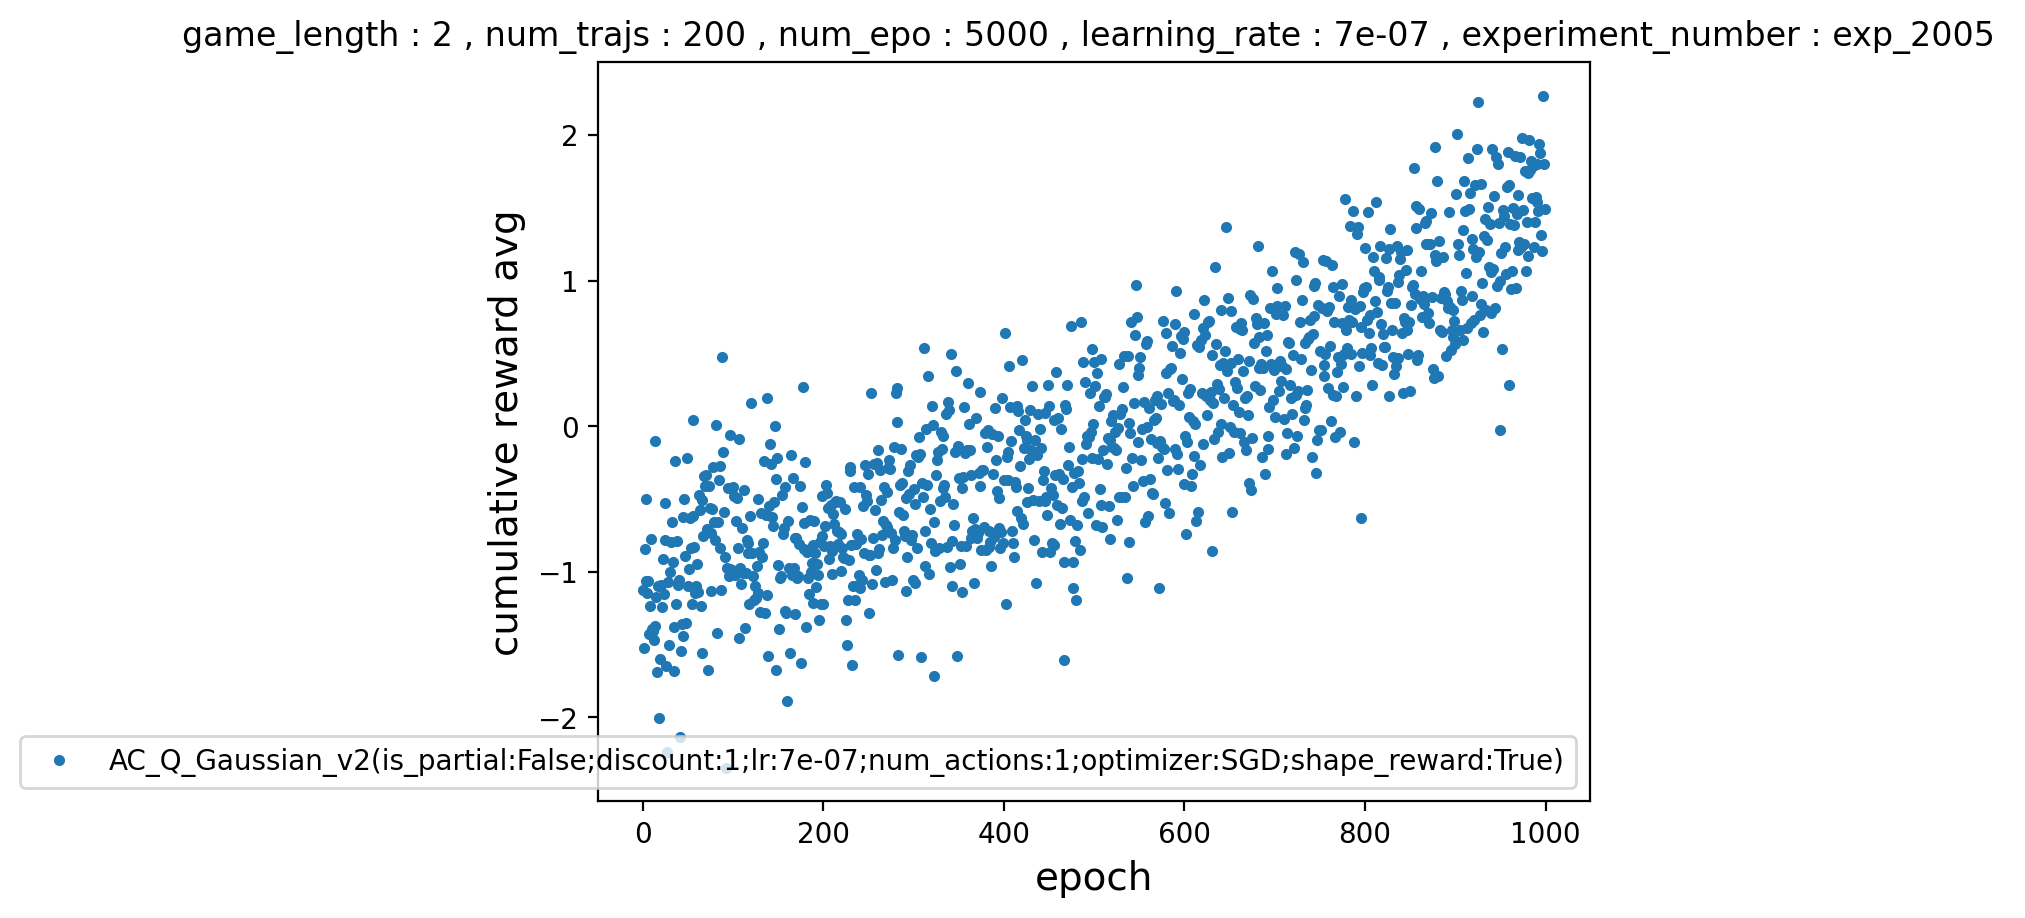 game_length : 2 , num_trajs : 200 , num_epo : 5000 , learning_rate : 7e-07 , experiment_number : exp_2005
cumulative reward avg
2
1
0
−1
−2
AC_Q_Gaussian_v2(is_partial:False;discount:1;lr:7e-07;num_actions:1;optimizer:SGD;shape_reward:True)
0 200 400 600 800 1000
epoch